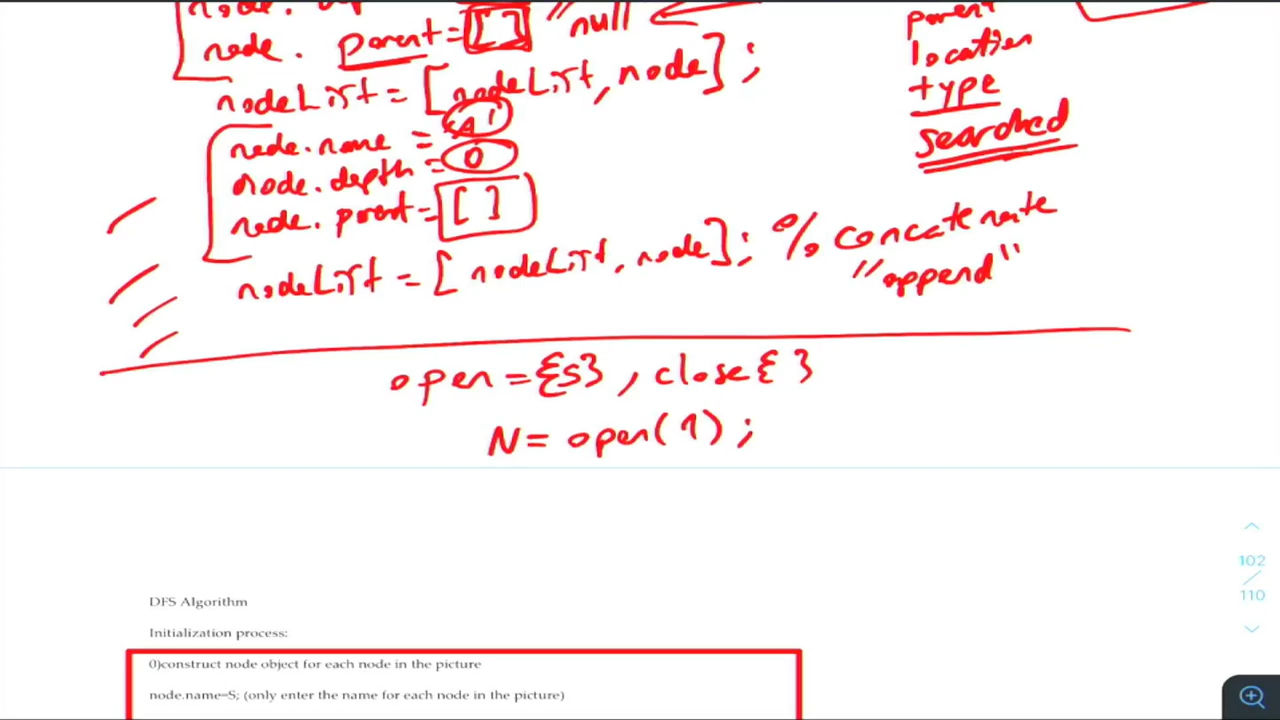 node.
node. parent=[] "null
nodeList = [nodeList, node];
node.name = 'A'
node.depth = 0
node.parent = []
nodeList = [nodeList, node]; % concatenate
"append"
parent
location
type
searched
open = {S} , close { }
N = open(1);
102
110
DFS Algorithm
Initialization process:
0)construct node object for each node in the picture
node.name=S; (only enter the name for each node in the picture)